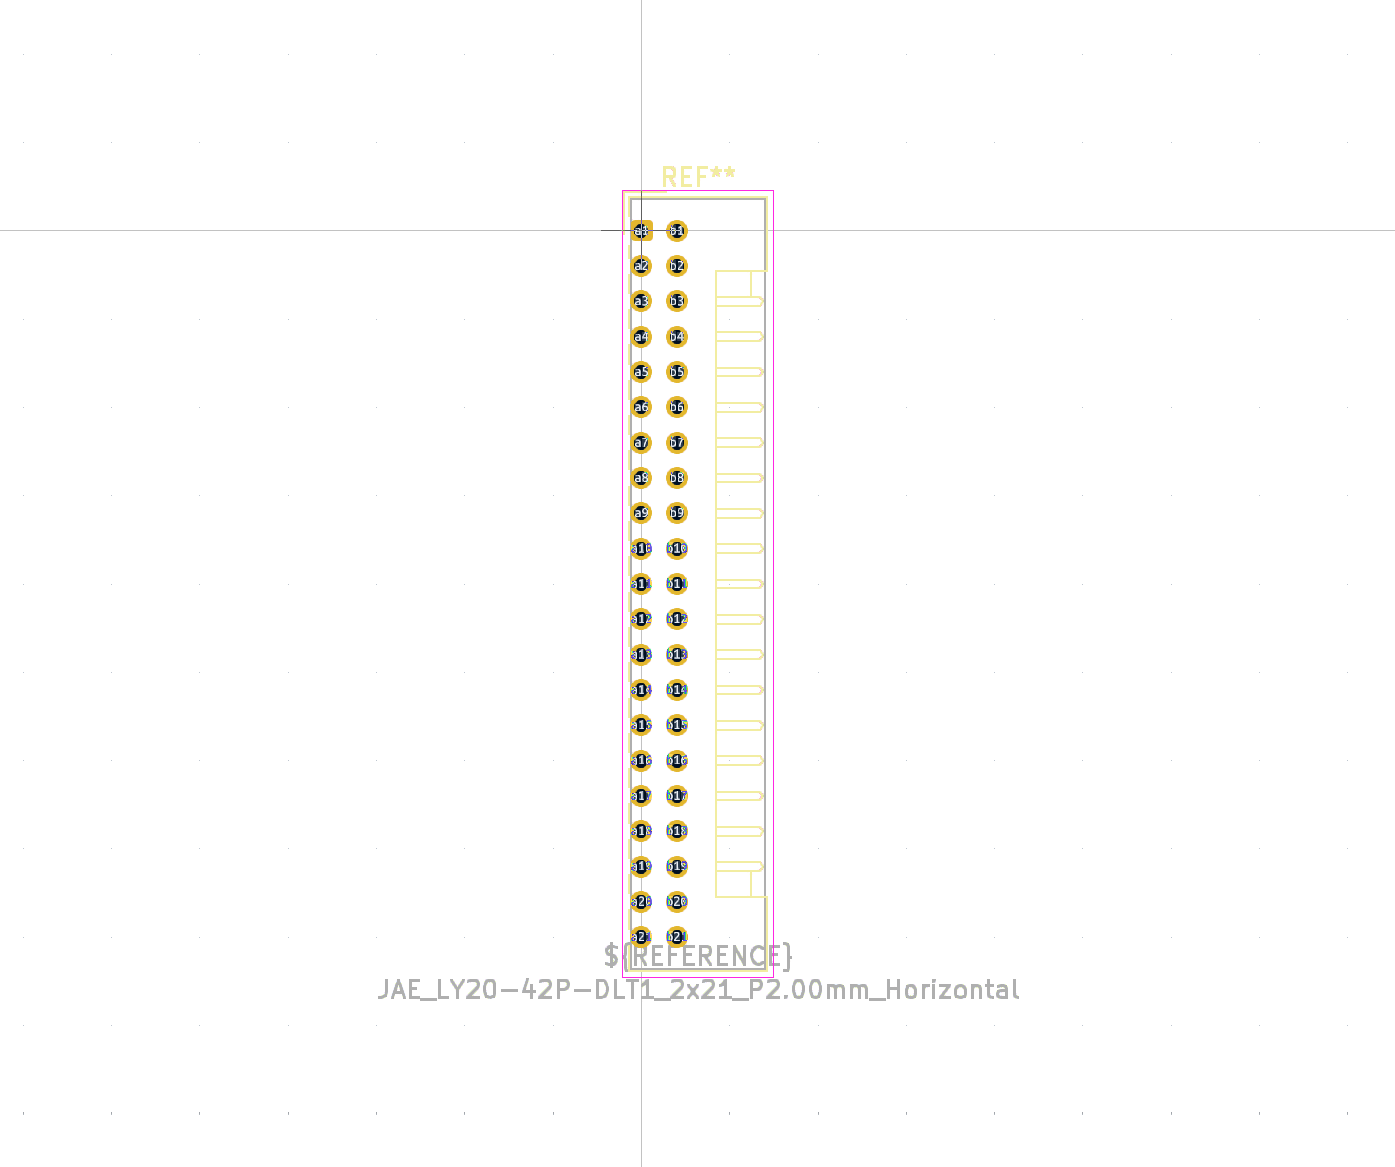 REF**
a1 b1
a2 b2
a3 b3
a4 b4
a5 b5
a6 b6
a7 b7
a8 b8
a9 b9
a10 b10
a11 b11
a12 b12
a13 b13
a14 b14
a15 b15
a16 b16
a17 b17
a18 b18
a19 b19
a20 b20
a21 b21
${REFERENCE}
JAE_LY20-42P-DLT1_2x21_P2.00mm_Horizontal